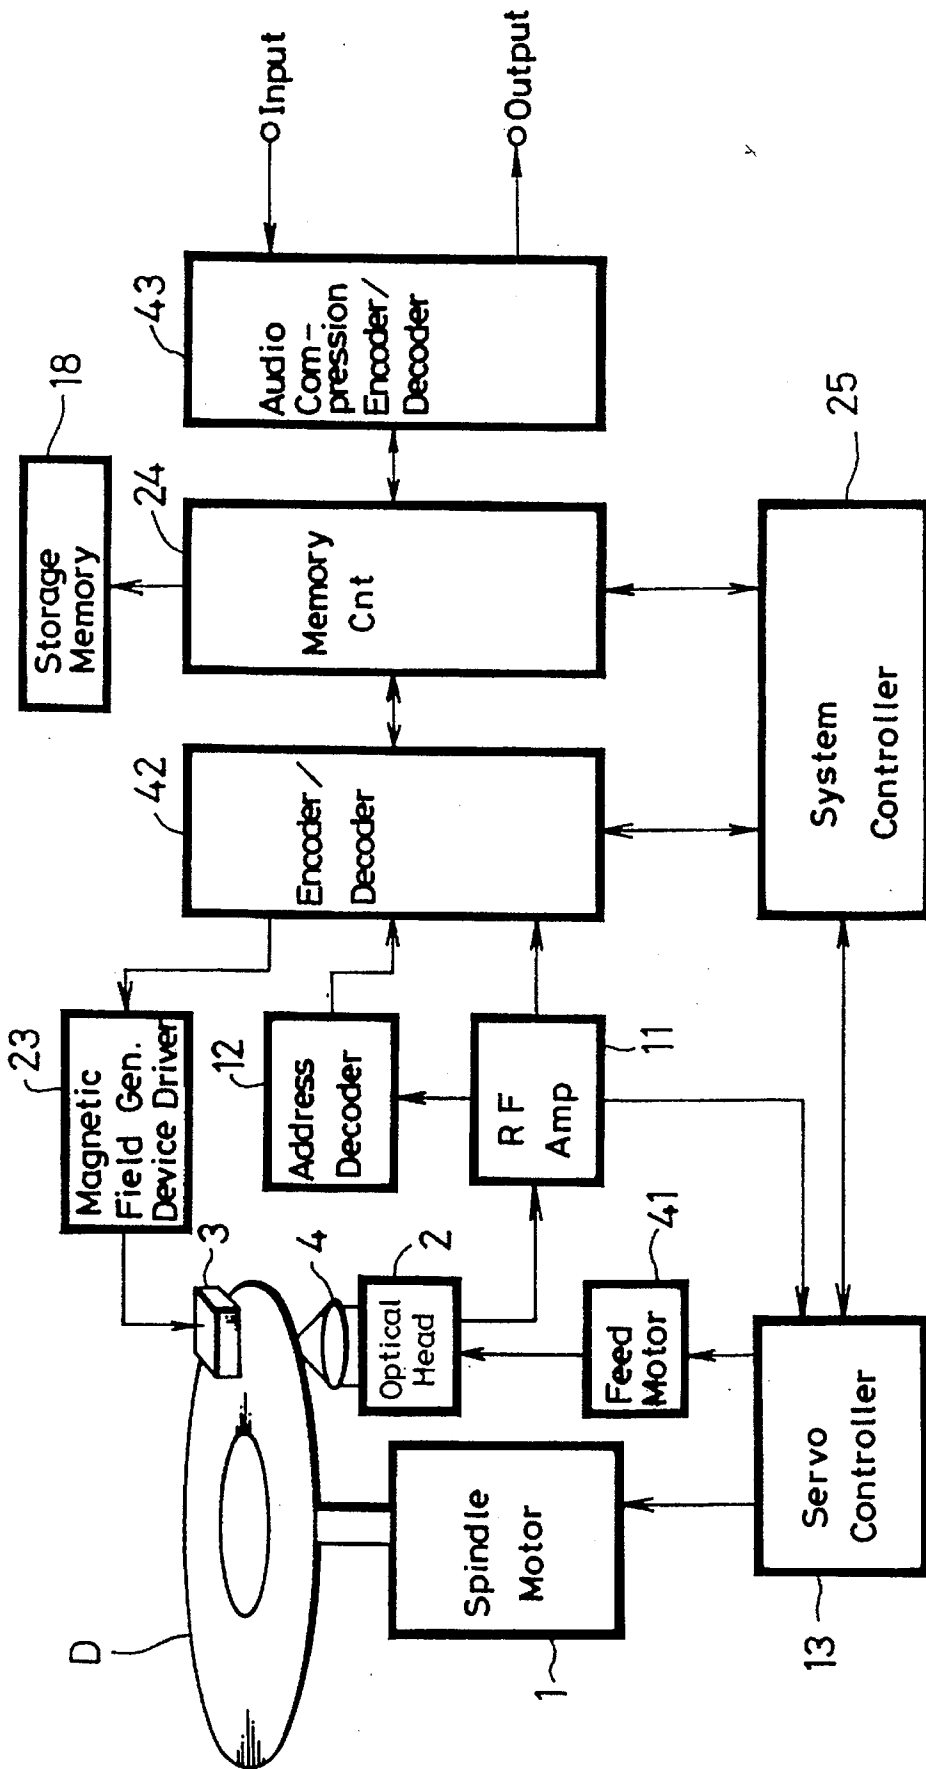 D
3
23
Magnetic
Field Gen.
Device Driver
42
Encoder/
Decoder
18
Storage
Memory
24
Memory
Cnt
43
Audio
Com-
pression
Encoder/
Decoder
Input
Output
4
2
Optical
Head
12
Address
Decoder
11
RF
Amp
1
Spindle
Motor
41
Feed
Motor
13
Servo
Controller
25
System
Controller